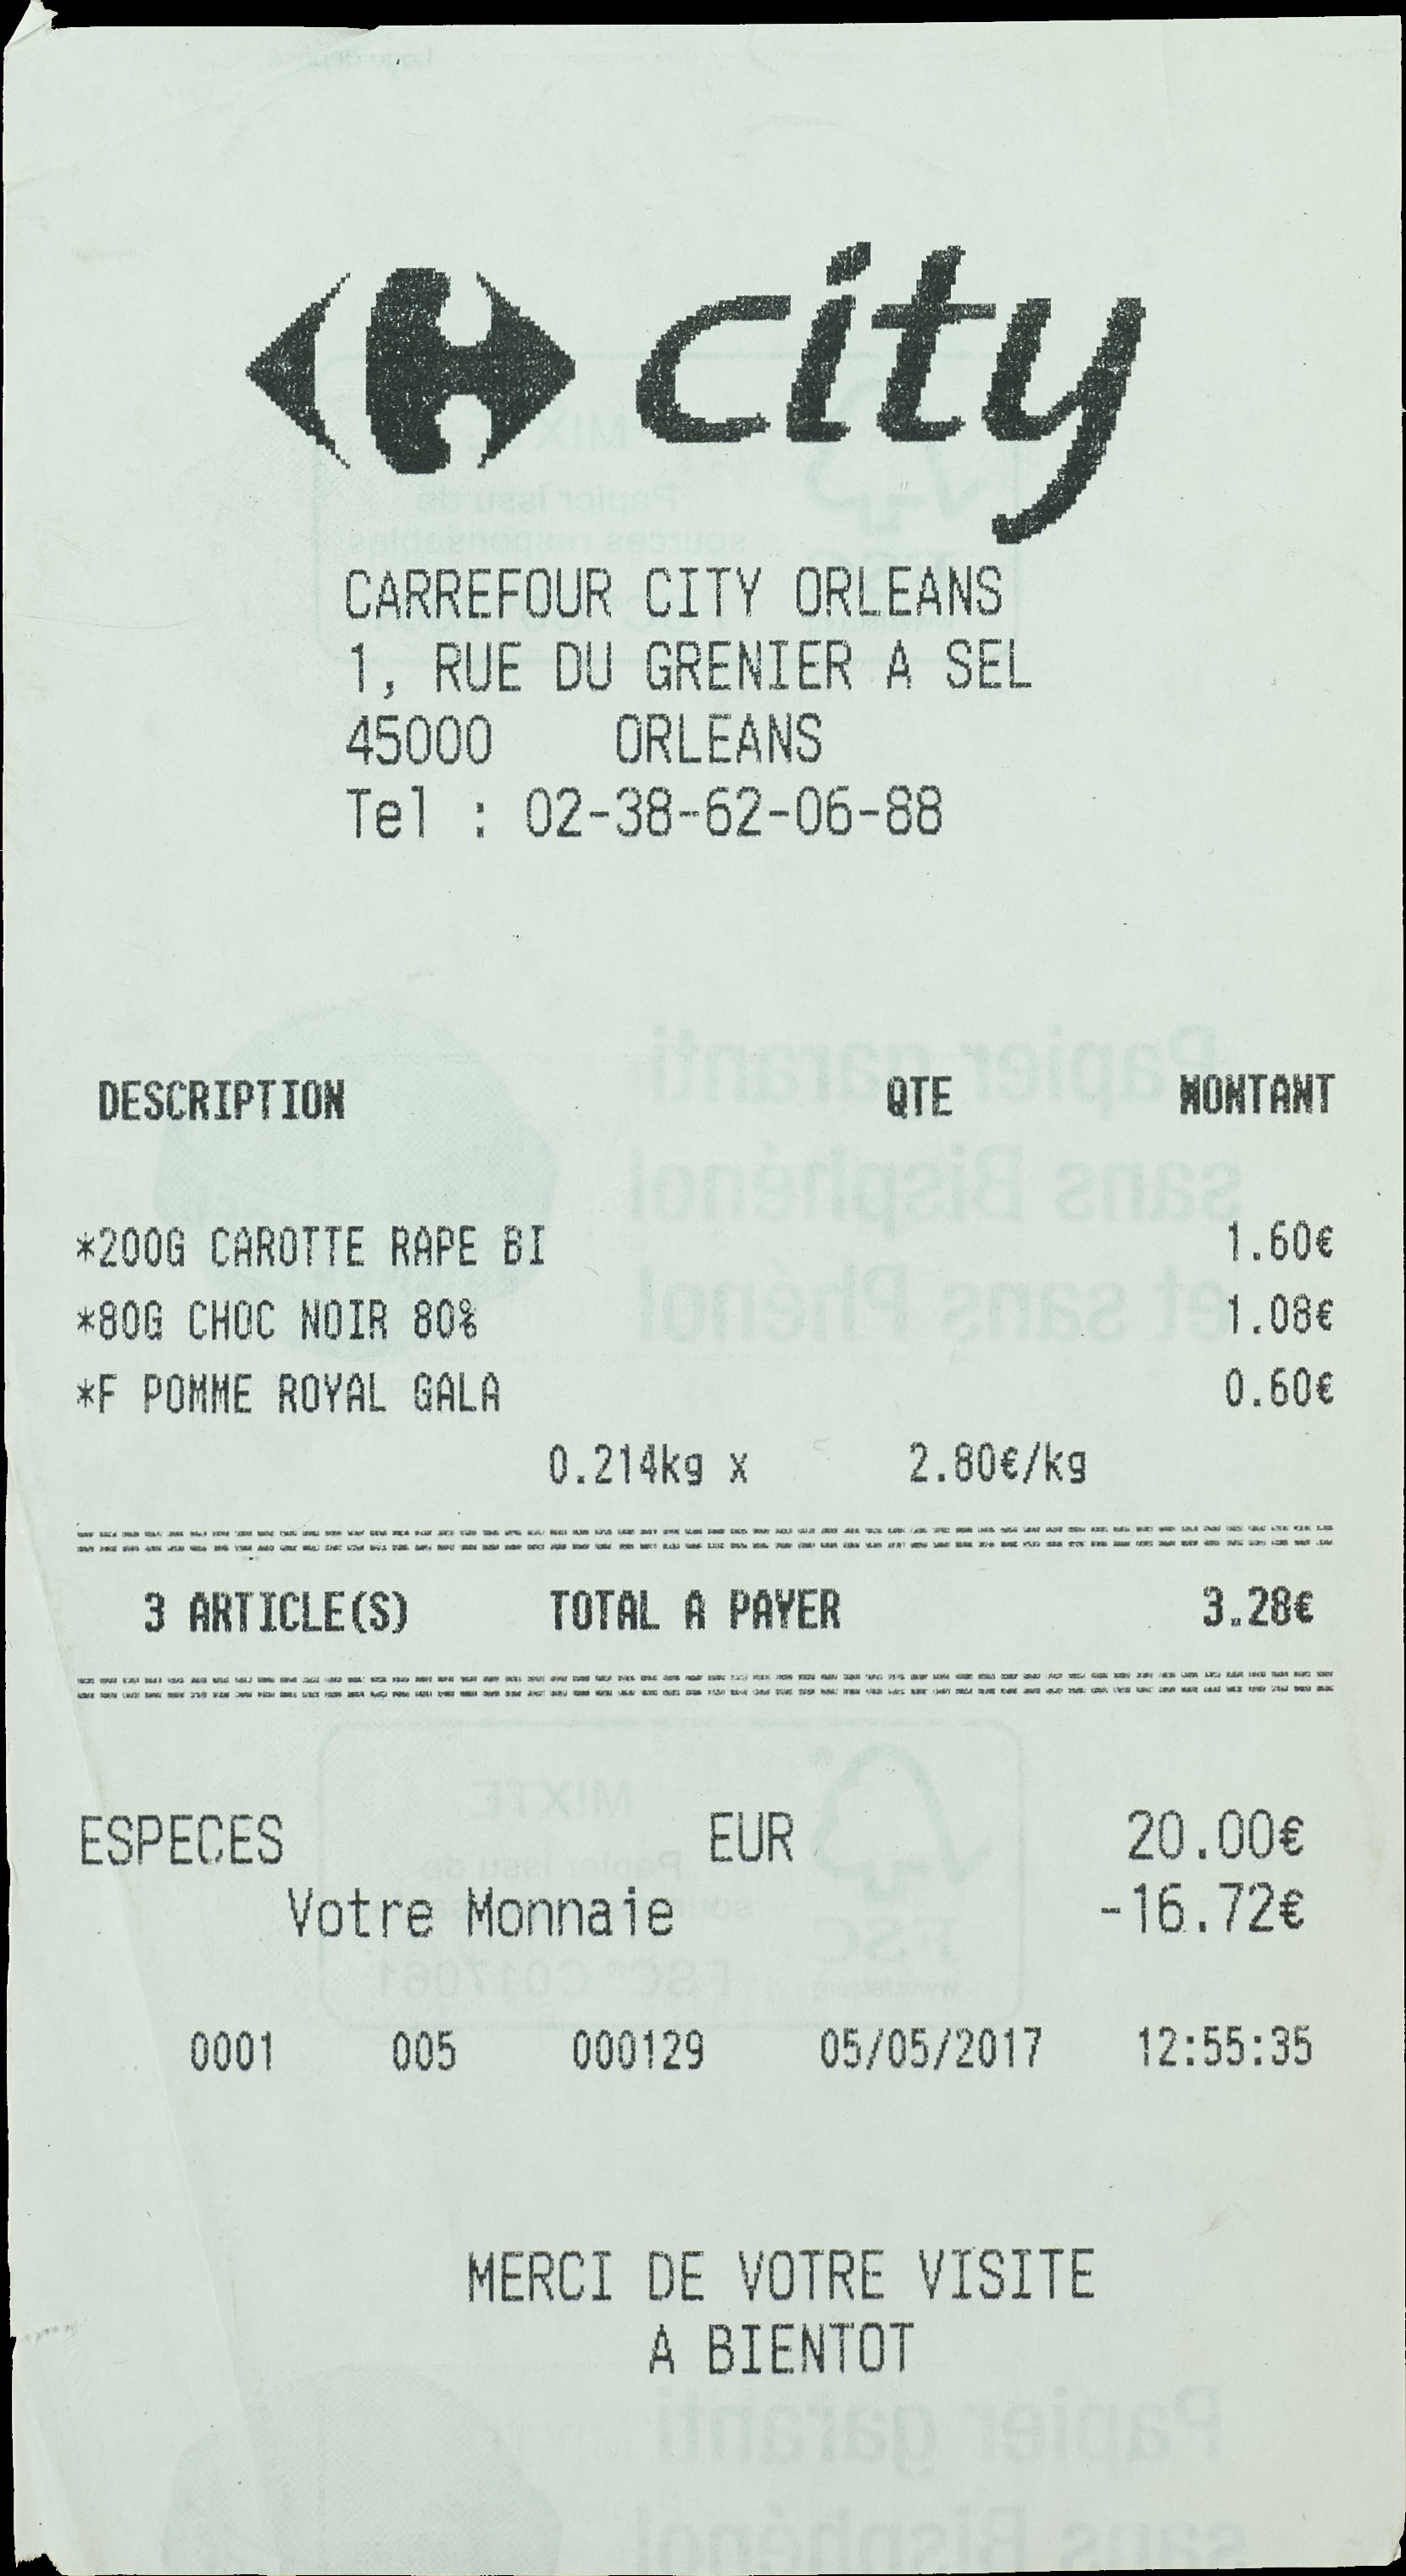 city
CARREFOUR CITY ORLEANS
1, RUE DU GRENIER A SEL
45000 ORLEANS
Tel : 02-38-62-06-88
DESCRIPTION QTE MONTANT
*200G CAROTTE RAPE BI 1.60€
*80G CHOC NOIR 80% 1.08€
*F POMME ROYAL GALA 0.60€
0.214kg x 2.80€/kg
3 ARTICLE(S) TOTAL A PAYER 3.28€
ESPECES EUR 20.00€
Votre Monnaie -16.72€
0001 005 000129 05/05/2017 12:55:35
MERCI DE VOTRE VISITE
A BIENTOT